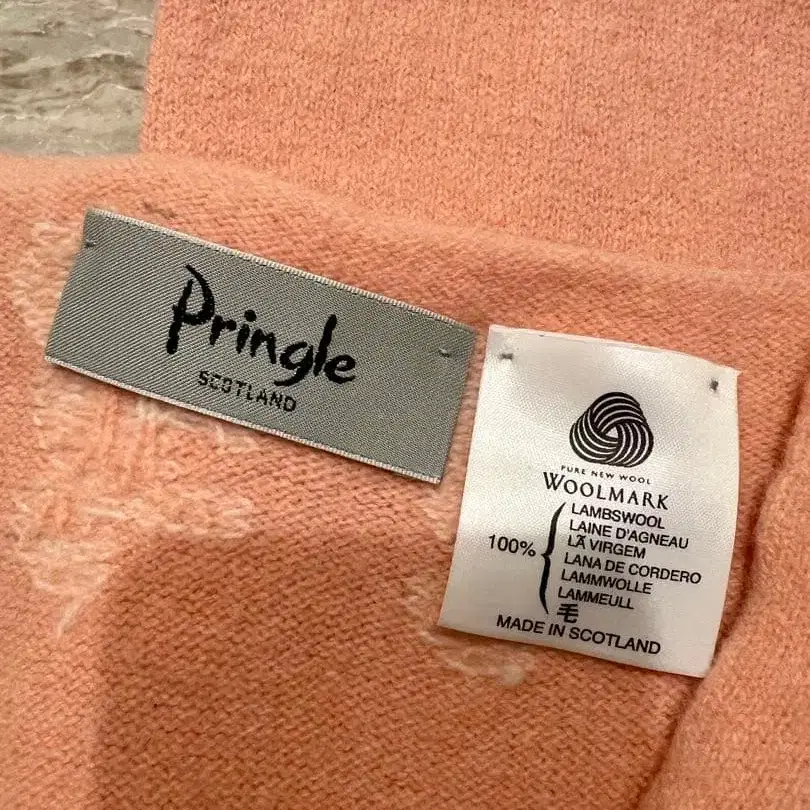 Pringle
SCOTLAND
PURE NEW WOOL
WOOLMARK
LAMBSWOOL
LAINE D'AGNEAU
LÃ VIRGEM
100% { LANA DE CORDERO
LAMMWOLLE
LAMMEULL
毛
MADE IN SCOTLAND